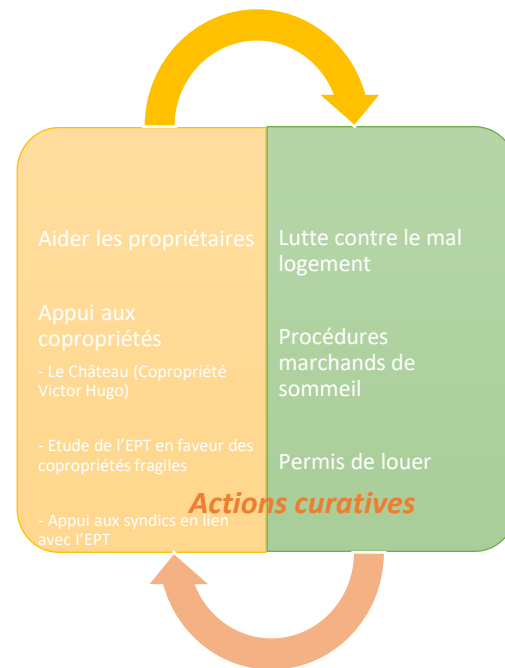 Aider les propriétaires
Appui aux
copropriétés
- Le Château (Copropriété
Victor Hugo)
- Etude de l'EPT en faveur des
copropriétés fragiles
- Appui aux syndics en lien
avec l'EPT
Lutte contre le mal
logement
Procédures
marchands de
sommeil
Permis de louer
Actions curatives